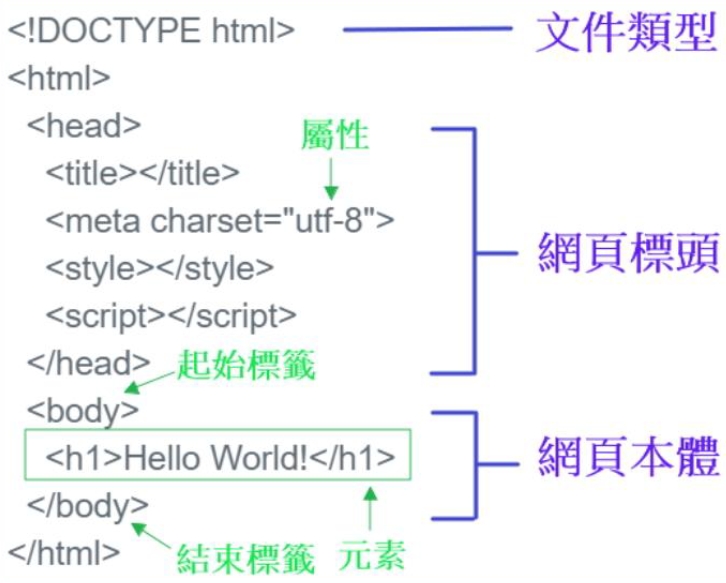 <!DOCTYPE html> 文件類型
<html>
<head>
屬性
<title></title>
<meta charset="utf-8">
網頁標頭
<style></style>
<script></script>
</head> 起始標籤
<body>
<h1>Hello World!</h1> 網頁本體
</body>
</html> 結束標籤 元素